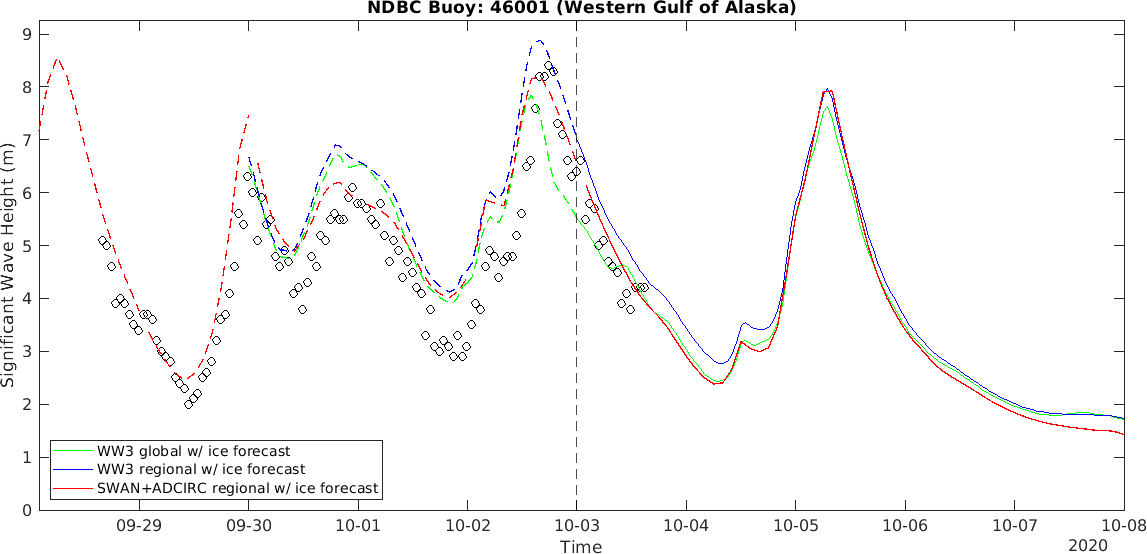 NDBC Buoy: 46001 (Western Gulf of Alaska)
Significant Wave Height (m)
9
8
7
6
5
4
3
2
1
0
WW3 global w/ ice forecast
WW3 regional w/ ice forecast
SWAN+ADCIRC regional w/ ice forecast
09-29 09-30 10-01 10-02 10-03 10-04 10-05 10-06 10-07 10-08
Time
2020